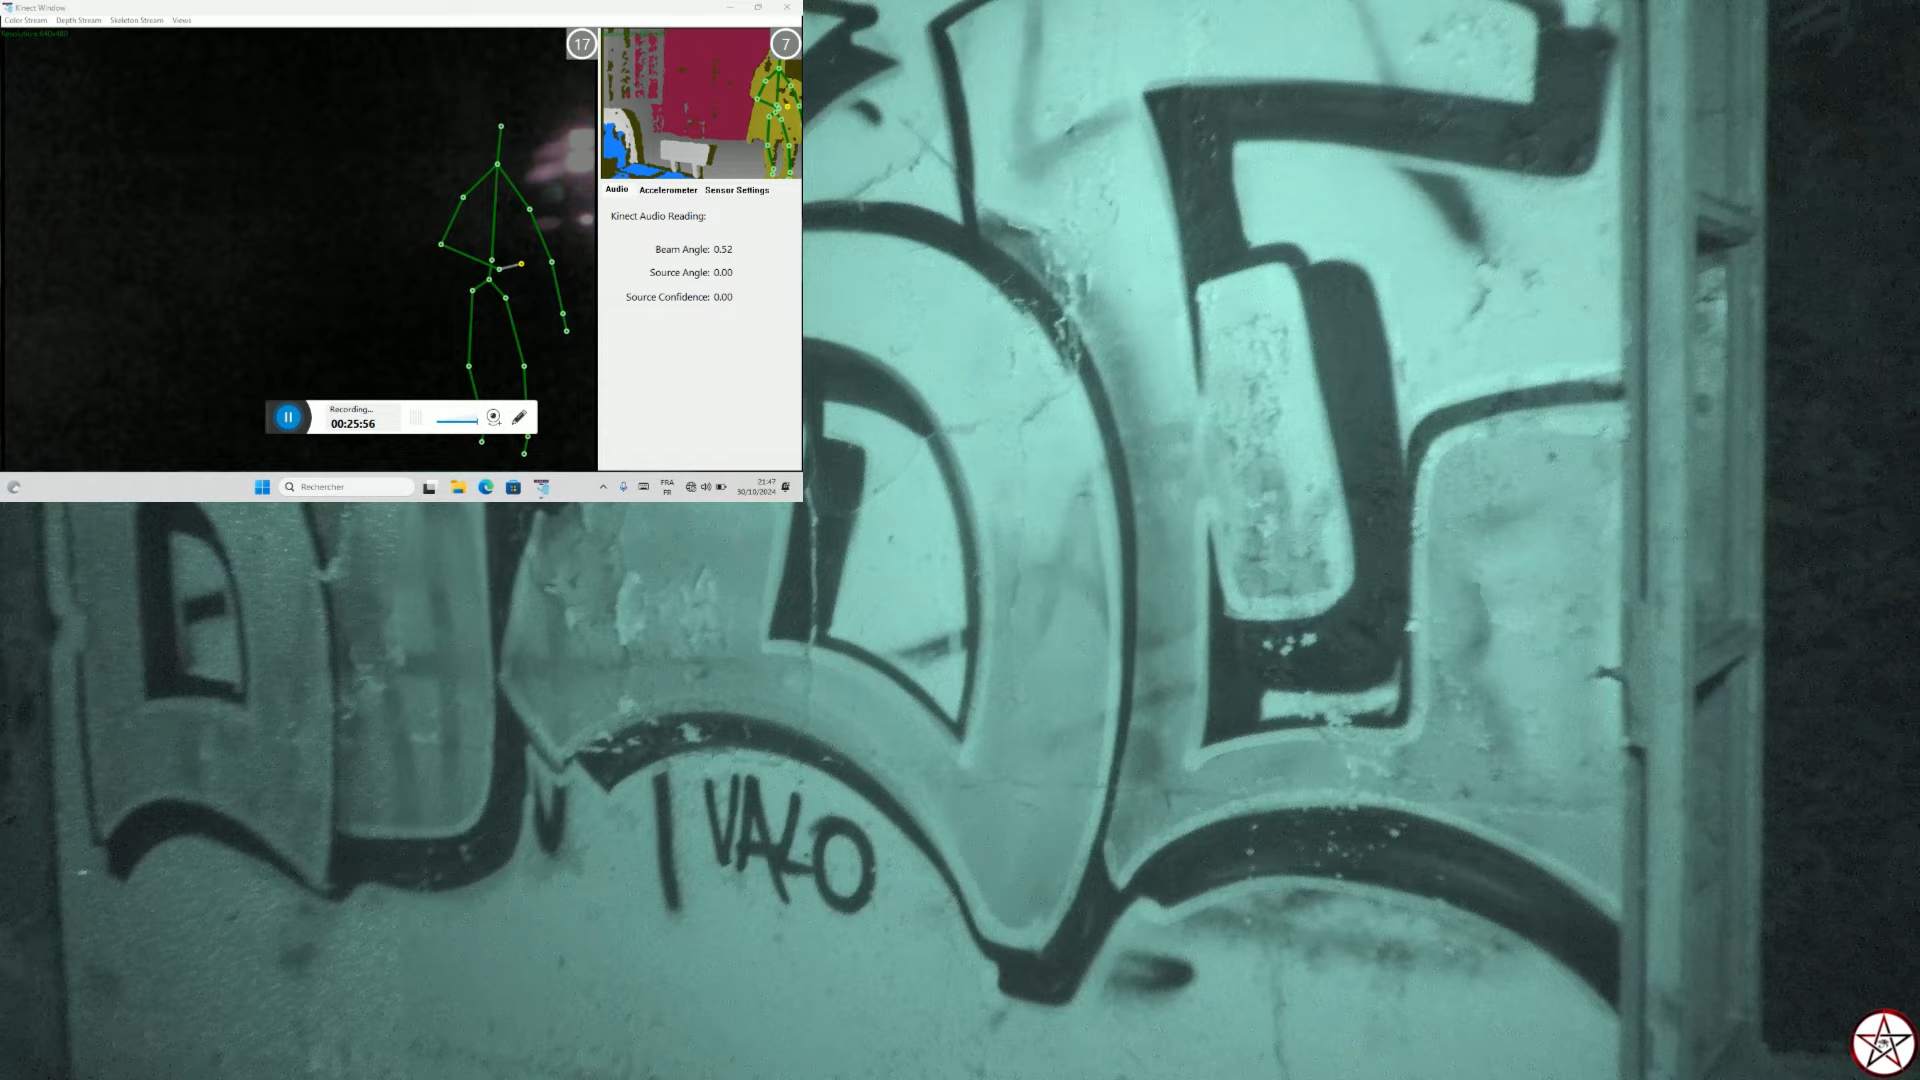 Kinect Window
Color Stream Depth Stream Skeleton Stream Views
Resolution: 640x480
17
7
Audio Accelerometer Sensor Settings
Kinect Audio Reading:
Beam Angle: 0.52
Source Angle: 0.00
Source Confidence: 0.00
Recording...
00:25:56
Rechercher
FRA
FR
21:47
30/10/2024
I VALO